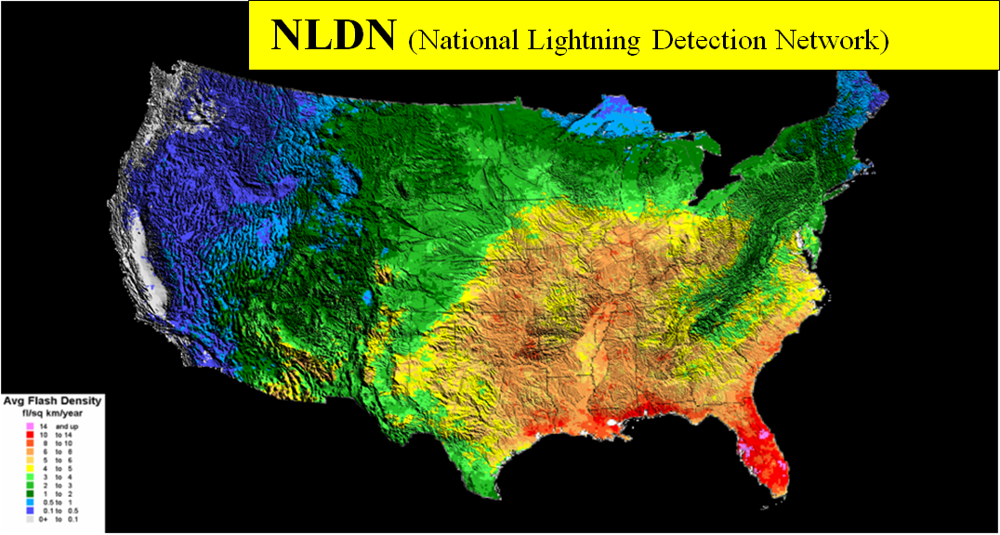 NLDN (National Lightning Detection Network)
Avg Flash Density
fl/sq km/year
14 and up
10 to 14
8 to 10
6 to 8
5 to 6
4 to 5
3 to 4
2 to 3
1 to 2
0.5 to 1
0.1 to 0.5
0+ to 0.1